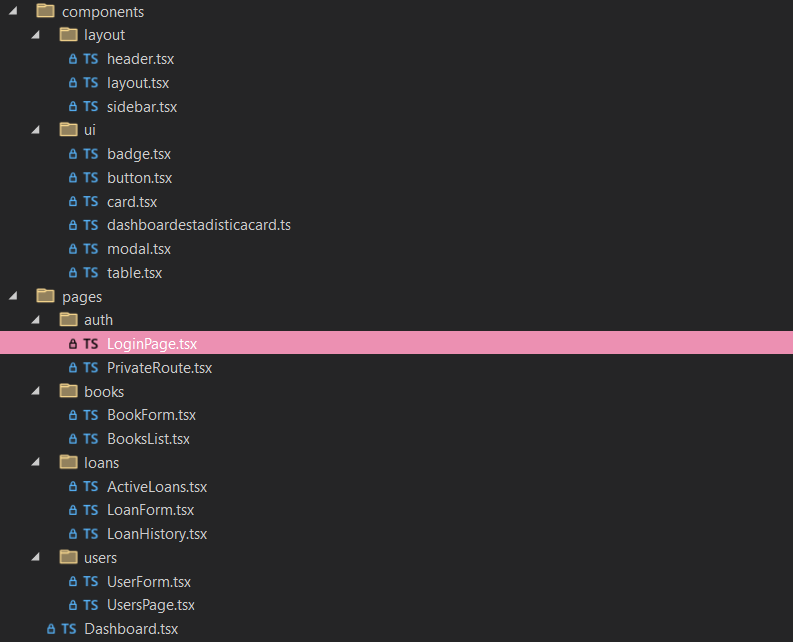 components
layout
TS header.tsx
TS layout.tsx
TS sidebar.tsx
ui
TS badge.tsx
TS button.tsx
TS card.tsx
TS dashboardestadisticacard.ts
TS modal.tsx
TS table.tsx
pages
auth
TS LoginPage.tsx
TS PrivateRoute.tsx
books
TS BookForm.tsx
TS BooksList.tsx
loans
TS ActiveLoans.tsx
TS LoanForm.tsx
TS LoanHistory.tsx
users
TS UserForm.tsx
TS UsersPage.tsx
TS Dashboard.tsx